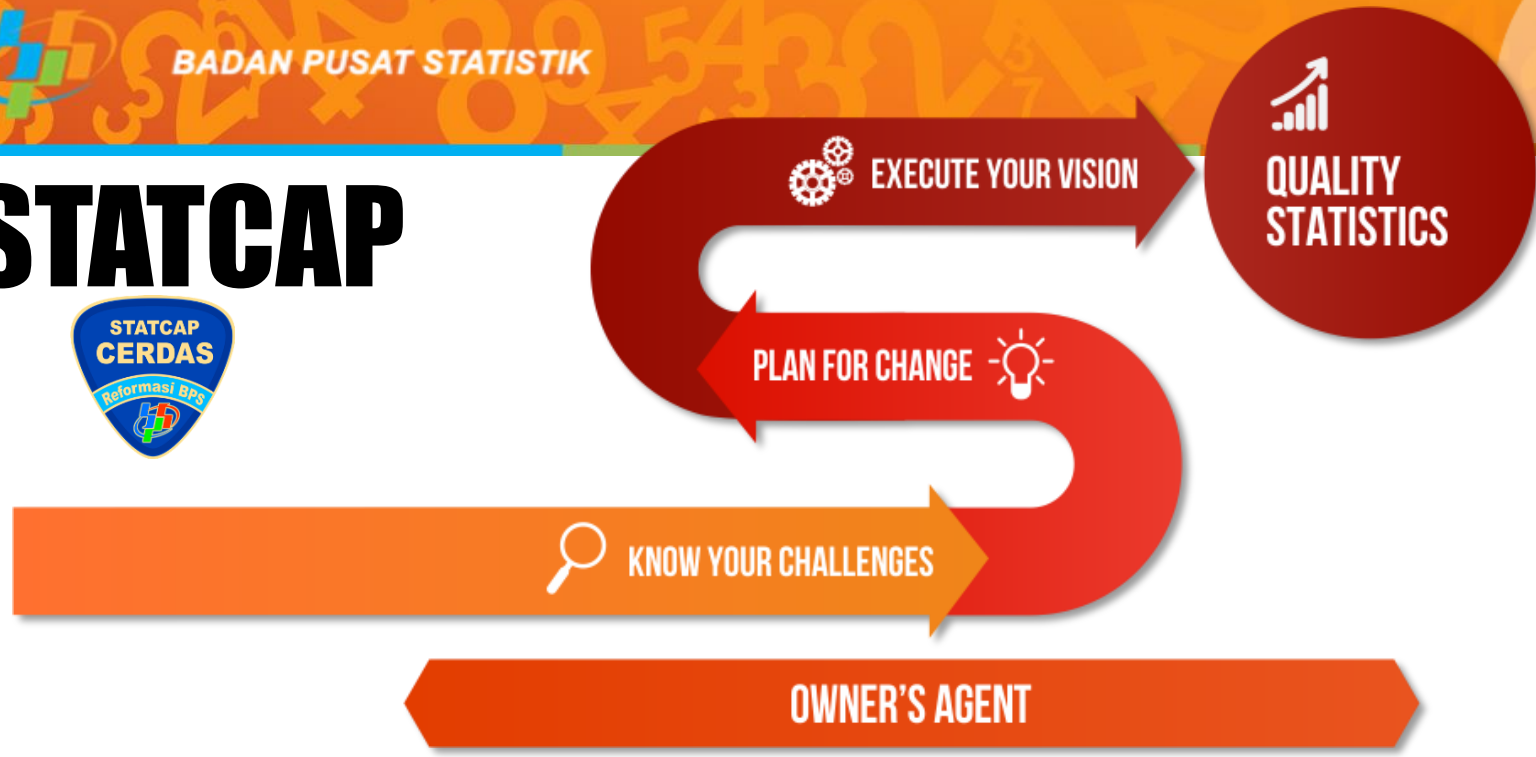 BADAN PUSAT STATISTIK
STATCAP
STATCAP
CERDAS
Reformasi BPS
EXECUTE YOUR VISION
QUALITY
STATISTICS
PLAN FOR CHANGE
KNOW YOUR CHALLENGES
OWNER'S AGENT